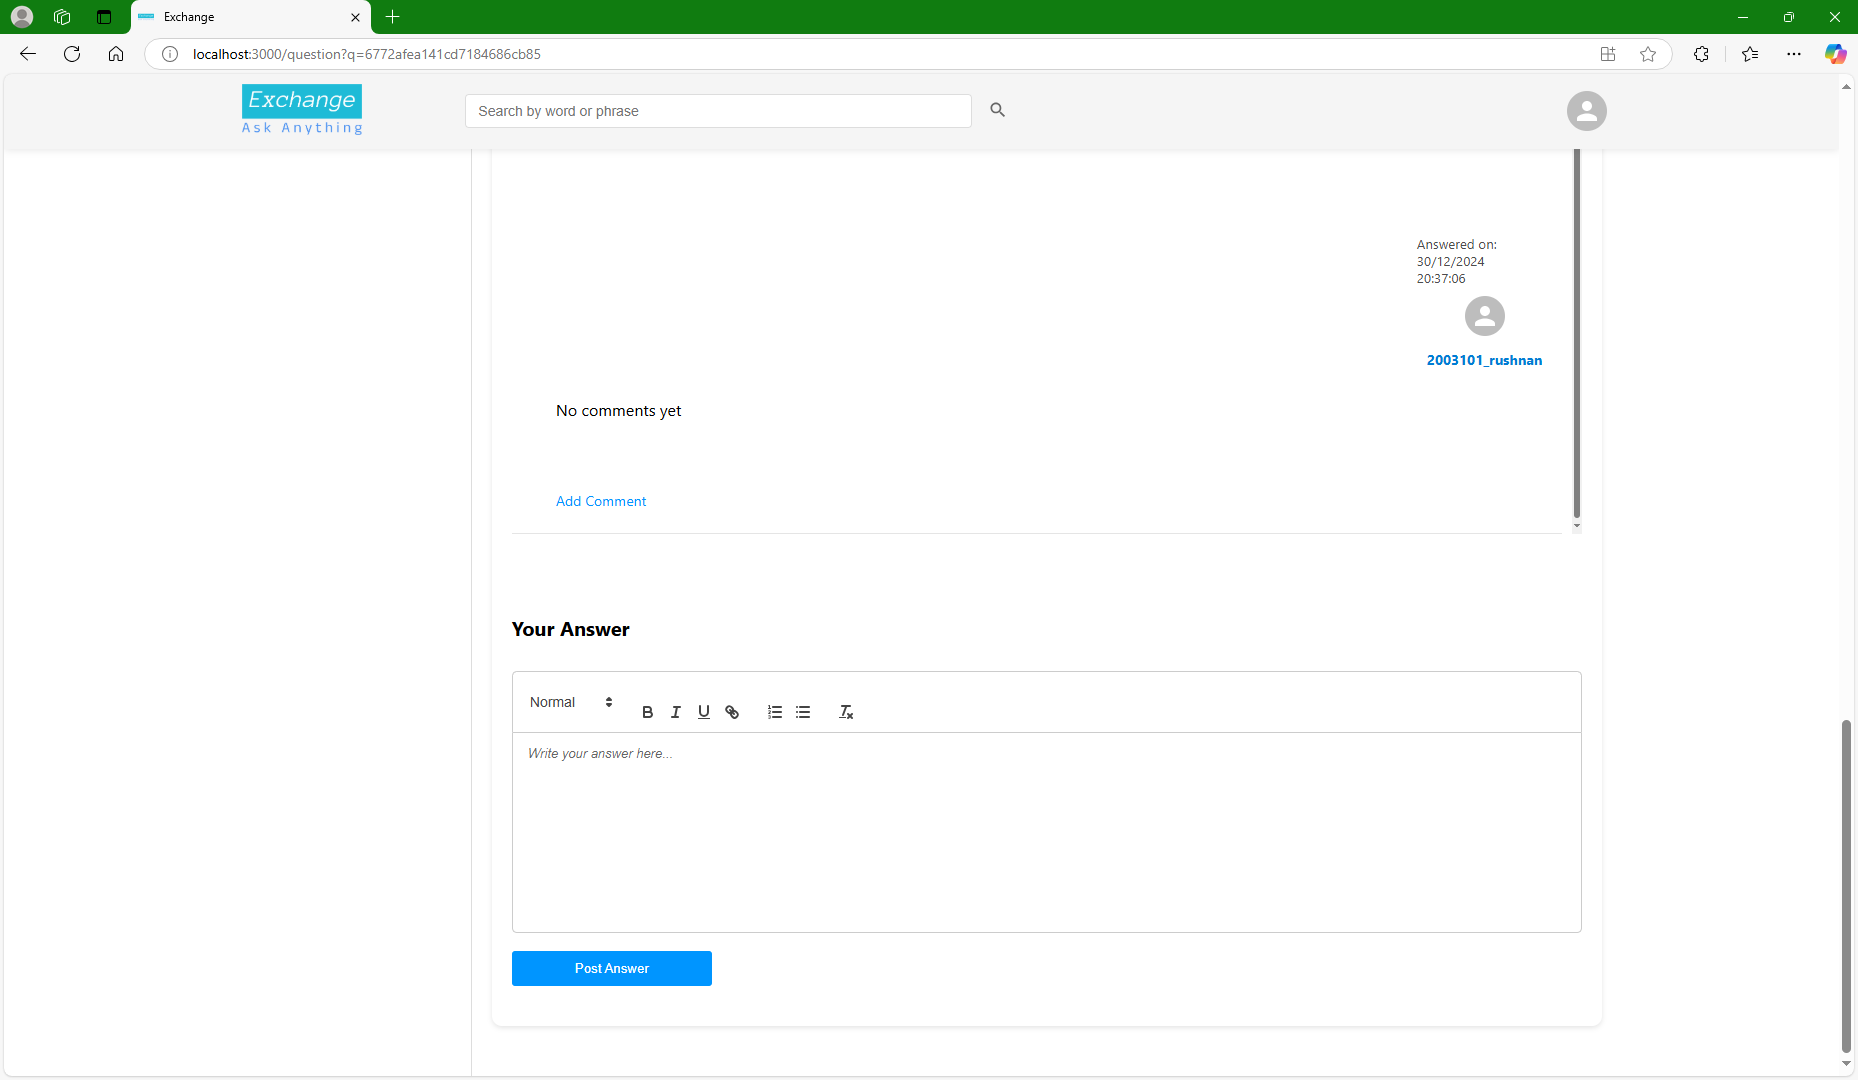 Exchange
localhost:3000/question?q=6772afea141cd7184686cb85
Exchange
Ask Anything
Search by word or phrase
Answered on:
30/12/2024
20:37:06
2003101_rushnan
No comments yet
Add Comment
Your Answer
Normal
Write your answer here...
Post Answer